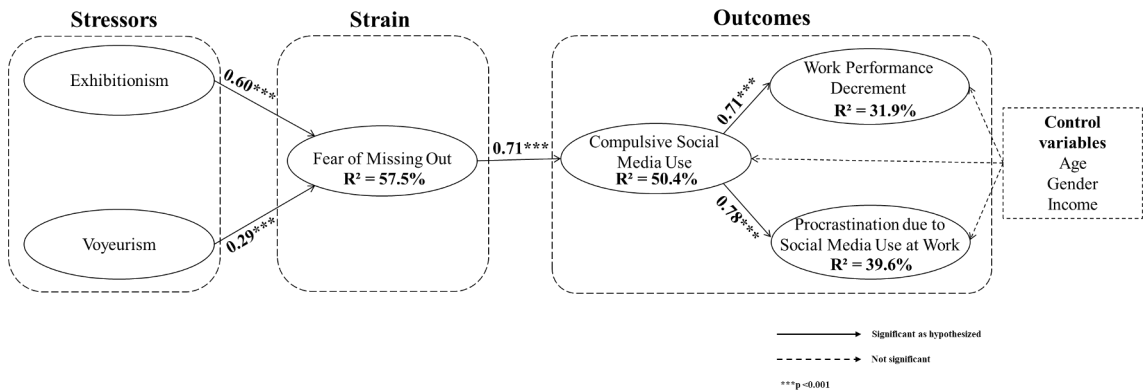 Stressors
Strain
Outcomes
Exhibitionism
Voyeurism
0.60***
0.29***
Fear of Missing Out
R² = 57.5%
0.71***
Compulsive Social
Media Use
R² = 50.4%
0.71***
0.78***
Work Performance
Decrement
R² = 31.9%
Procrastination due to
Social Media Use at Work
R² = 39.6%
Control
variables
Age
Gender
Income
Significant as hypothesized
Not significant
***p <0.001